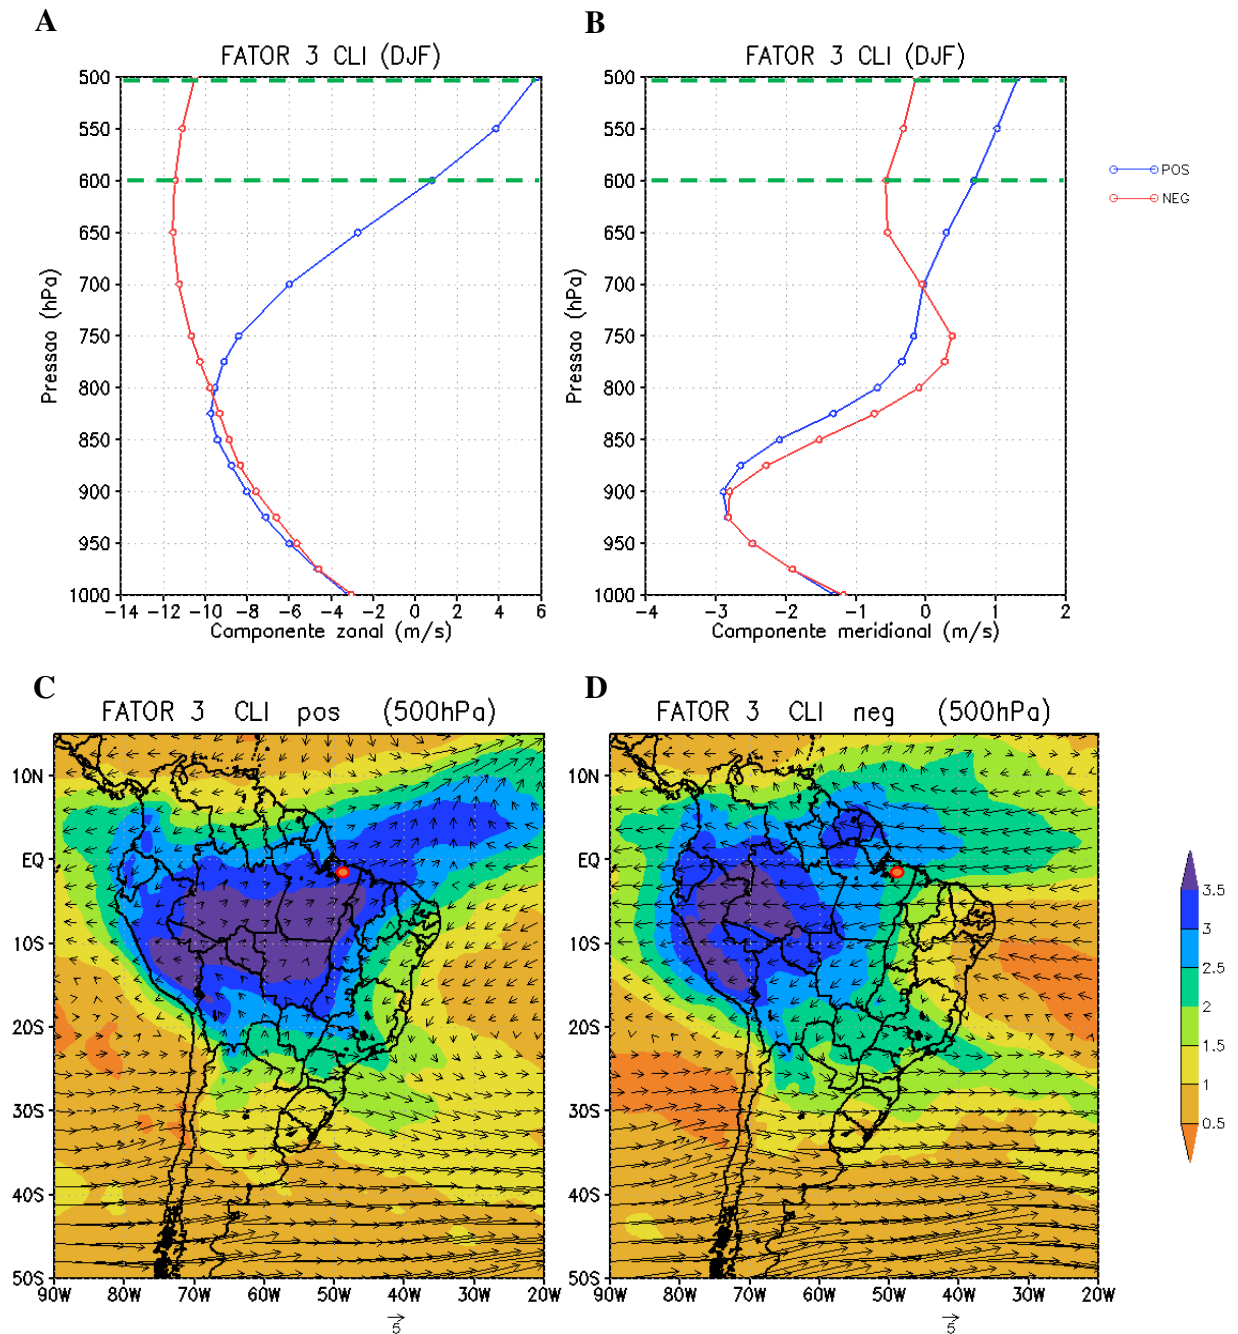 A
B
FATOR 3 CLI (DJF)
FATOR 3 CLI (DJF)
500
550
600
650
700
750
800
850
900
950
1000
Pressao (hPa)
-14 -12 -10 -8 -6 -4 -2 0 2 4 6
Componente zonal (m/s)
500
550
600
650
700
750
800
850
900
950
1000
Pressao (hPa)
-4 -3 -2 -1 0 1 2
Componente meridional (m/s)
POS
NEG
C
D
FATOR 3 CLI pos (500hPa)
FATOR 3 CLI neg (500hPa)
10N
EQ
10S
20S
30S
40S
50S
90W 80W 70W 60W 50W 40W 30W 20W
5
10N
EQ
10S
20S
30S
40S
50S
90W 80W 70W 60W 50W 40W 30W 20W
5
3.5
3
2.5
2
1.5
1
0.5